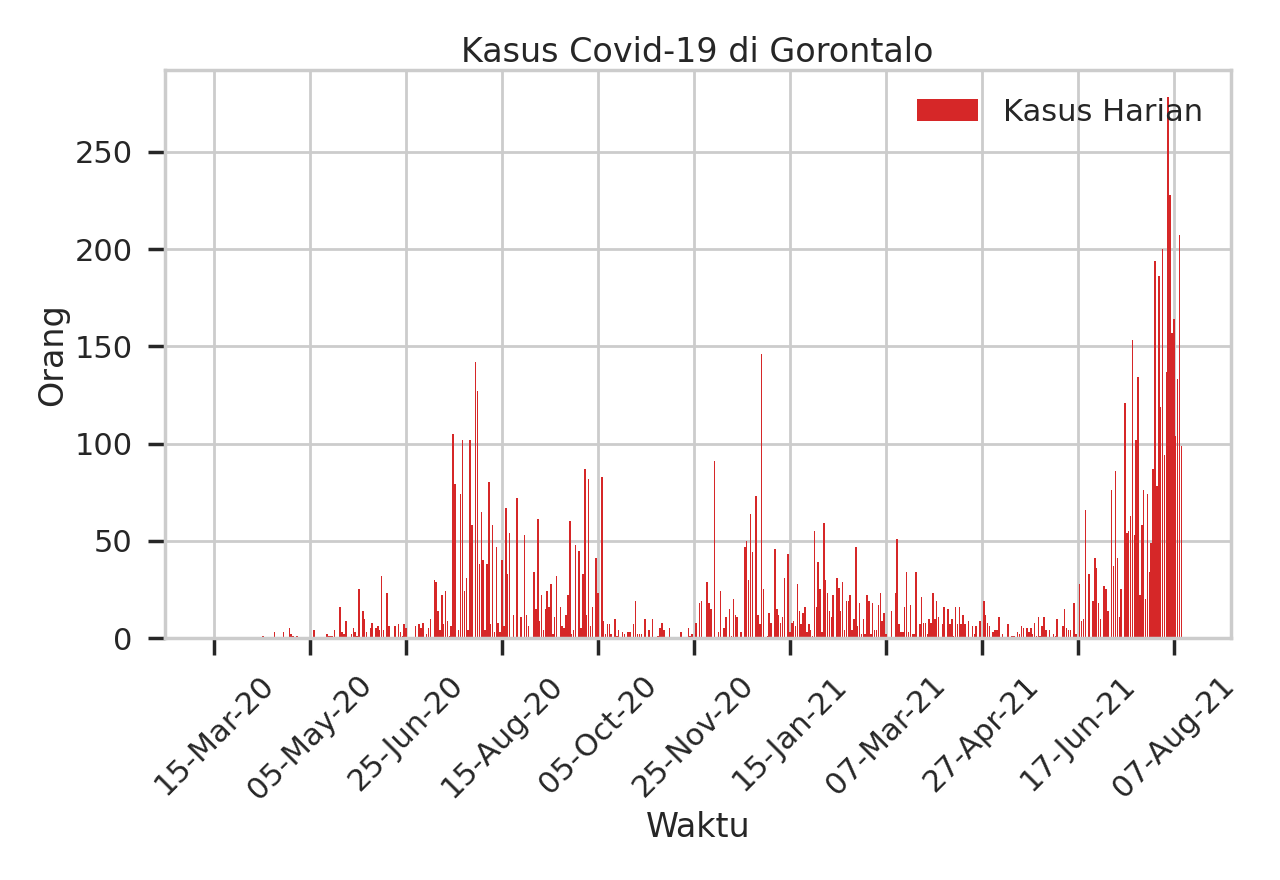 Kasus Covid-19 di Gorontalo
Kasus Harian
250
200
150
100
50
0
Orang
15-Mar-20
05-May-20
25-Jun-20
15-Aug-20
05-Oct-20
25-Nov-20
15-Jan-21
07-Mar-21
27-Apr-21
17-Jun-21
07-Aug-21
Waktu